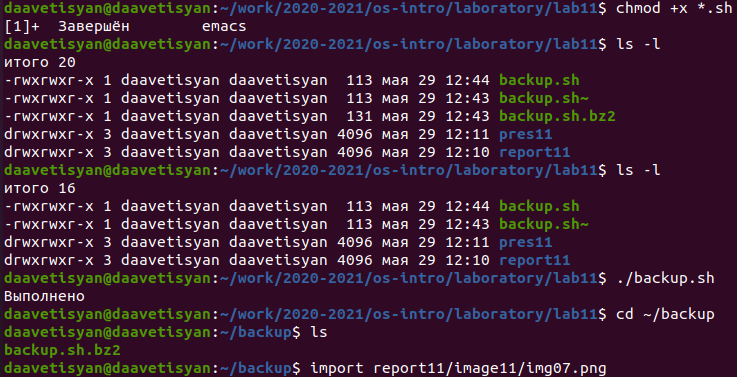 daavetisyan@daavetisyan:~/work/2020-2021/os-intro/laboratory/lab11$ chmod +x *.sh
[1]+  Завершён        emacs
daavetisyan@daavetisyan:~/work/2020-2021/os-intro/laboratory/lab11$ ls -l
итого 20
-rwxrwxr-x 1 daavetisyan daavetisyan  113 мая 29 12:44 backup.sh
-rwxrwxr-x 1 daavetisyan daavetisyan  113 мая 29 12:43 backup.sh~
-rwxrwxr-x 1 daavetisyan daavetisyan  131 мая 29 12:43 backup.sh.bz2
drwxrwxr-x 3 daavetisyan daavetisyan 4096 мая 29 12:11 pres11
drwxrwxr-x 3 daavetisyan daavetisyan 4096 мая 29 12:10 report11
daavetisyan@daavetisyan:~/work/2020-2021/os-intro/laboratory/lab11$ ls -l
итого 16
-rwxrwxr-x 1 daavetisyan daavetisyan  113 мая 29 12:44 backup.sh
-rwxrwxr-x 1 daavetisyan daavetisyan  113 мая 29 12:43 backup.sh~
drwxrwxr-x 3 daavetisyan daavetisyan 4096 мая 29 12:11 pres11
drwxrwxr-x 3 daavetisyan daavetisyan 4096 мая 29 12:10 report11
daavetisyan@daavetisyan:~/work/2020-2021/os-intro/laboratory/lab11$ ./backup.sh
Выполнено
daavetisyan@daavetisyan:~/work/2020-2021/os-intro/laboratory/lab11$ cd ~/backup
daavetisyan@daavetisyan:~/backup$ ls
backup.sh.bz2
daavetisyan@daavetisyan:~/backup$ import report11/image11/img07.png